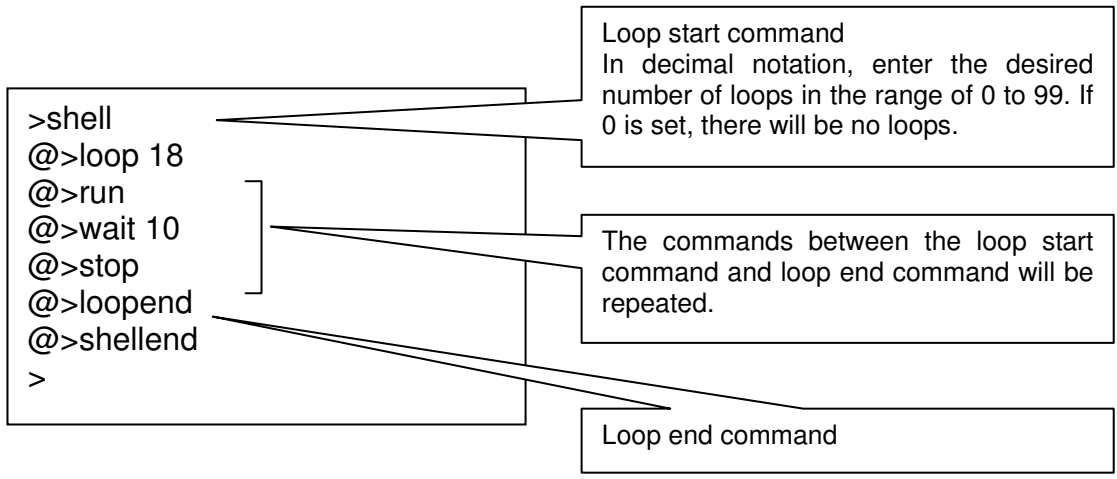 >shell
@>loop 18
@>run
@>wait 10
@>stop
@>loopend
@>shellend
>
Loop start command
In decimal notation, enter the desired
number of loops in the range of 0 to 99. If
0 is set, there will be no loops.
The commands between the loop start
command and loop end command will be
repeated.
Loop end command